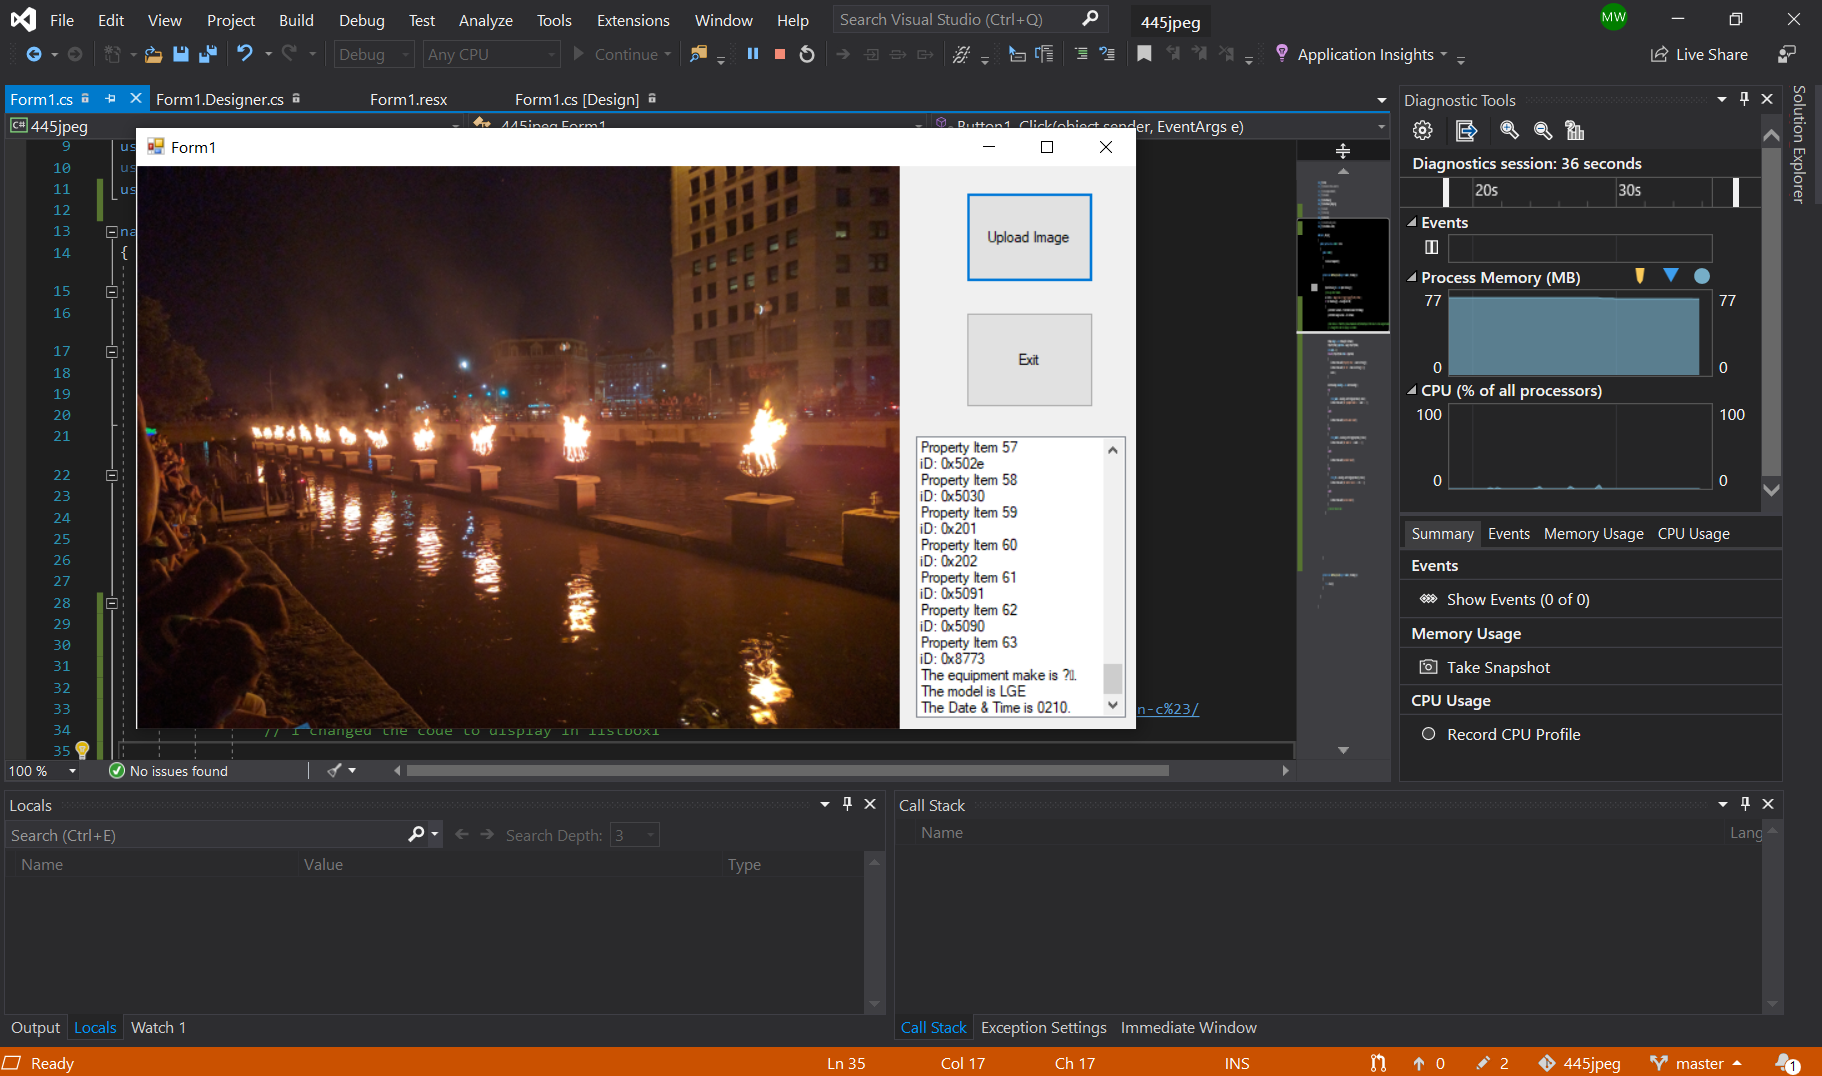 File Edit View Project Build Debug Test Analyze Tools Extensions Window Help Search Visual Studio (Ctrl+Q) 445jpeg MW
Debug Any CPU Continue Application Insights Live Share
Form1.cs Form1.Designer.cs Form1.resx Form1.cs [Design]
C# 445jpeg 445jpeg.Form1 Button1_Click(object sender, EventArgs e)
Form1
9 us
10 us
11 us
12
13 na
14 {
15
16
17
18
19
20
21
22
23
24
25
26
27
28
29
30
31
32
33 n-c%23/
34 // I changed the code to display in listbox1
35
Upload Image
Exit
Property Item 57
iD: 0x502e
Property Item 58
iD: 0x5030
Property Item 59
iD: 0x201
Property Item 60
iD: 0x202
Property Item 61
iD: 0x5091
Property Item 62
iD: 0x5090
Property Item 63
iD: 0x8773
The equipment make is ?▯.
The model is LGE
The Date & Time is 0210.
100 % No issues found
Diagnostic Tools
Diagnostics session: 36 seconds
20s 30s
Events
Process Memory (MB)
77 77
0 0
CPU (% of all processors)
100 100
0 0
Summary Events Memory Usage CPU Usage
Events
Show Events (0 of 0)
Memory Usage
Take Snapshot
CPU Usage
Record CPU Profile
Solution Explorer
Locals
Search (Ctrl+E) Search Depth: 3
Name Value Type
Output Locals Watch 1
Call Stack
Name Lang
Call Stack Exception Settings Immediate Window
Ready Ln 35 Col 17 Ch 17 INS 0 2 445jpeg master 1